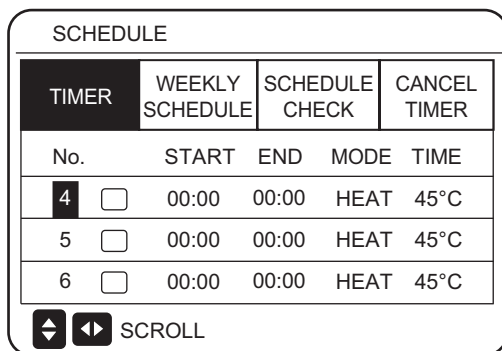 SCHEDULE
TIMER WEEKLY SCHEDULE SCHEDULE CHECK CANCEL TIMER
No. START END MODE TIME
4 00:00 00:00 HEAT 45°C
5 00:00 00:00 HEAT 45°C
6 00:00 00:00 HEAT 45°C
SCROLL